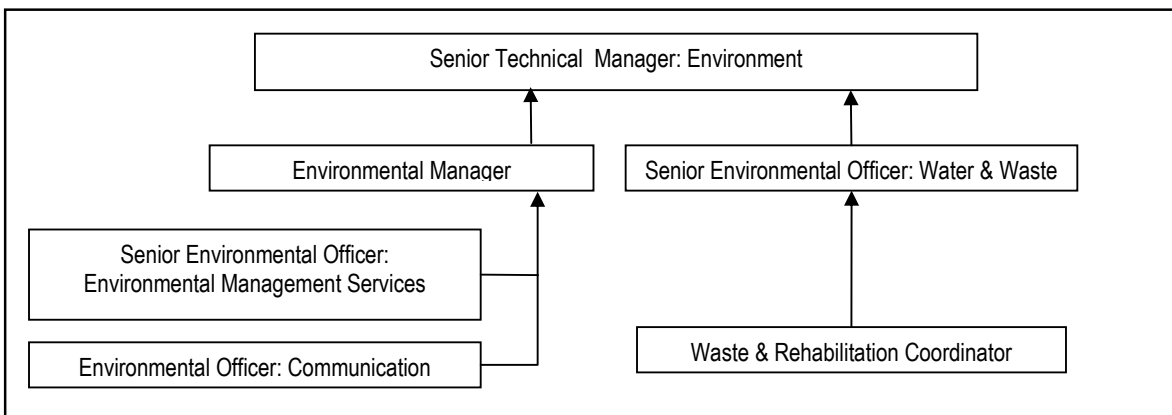 Senior Technical  Manager: Environment
Environmental Manager
Senior Environmental Officer: Water & Waste
Senior Environmental Officer:
Environmental Management Services
Environmental Officer: Communication
Waste & Rehabilitation Coordinator